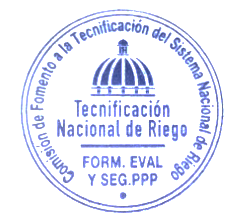 Comisión de Fomento a la Tecnificación del Sistema Nacional de Riego
Tecnificación
Nacional de Riego
FORM. EVAL
Y SEG.PPP